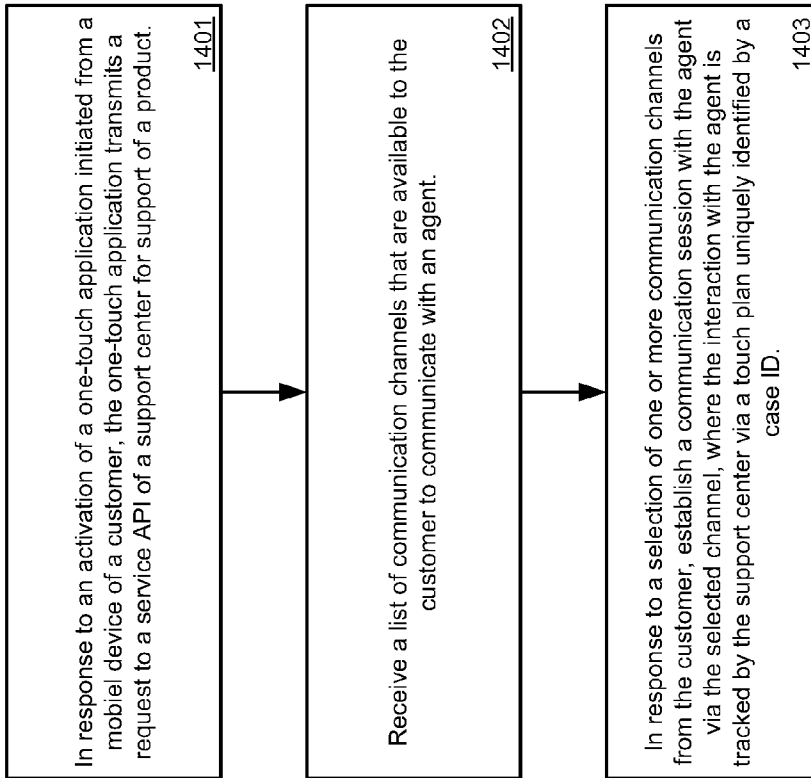 In response to an activation of a one-touch application initiated from a
mobiel device of a customer, the one-touch application transmits a
request to a service API of a support center for support of a product.
1401
Receive a list of communication channels that are available to the
customer to communicate with an agent.
1402
In response to a selection of one or more communication channels
from the customer, establish a communication session with the agent
via the selected channel, where the interaction with the agent is
tracked by the support center via a touch plan uniquely identified by a
case ID.
1403